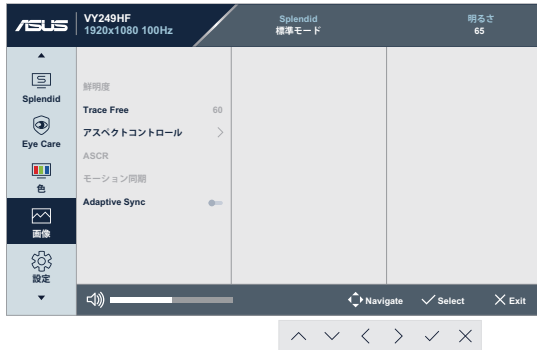 ASUS
VY249HF
1920x1080 100Hz
Splendid
標準モード
明るさ
65
Splendid
Eye Care
色
画像
設定
鮮明度
Trace Free 60
アスペクトコントロール
ASCR
モーション同期
Adaptive Sync
Navigate
Select
Exit